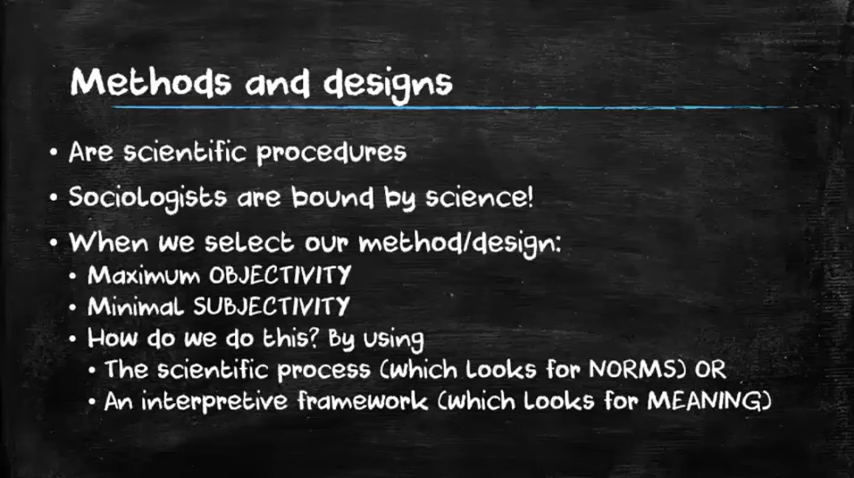 Methods and designs
• Are scientific procedures
• Sociologists are bound by science!
• When we select our method/design:
• Maximum OBJECTIVITY
• Minimal SUBJECTIVITY
• How do we do this? By using
• The scientific process (which looks for NORMS) OR
• An interpretive framework (which looks for MEANING)